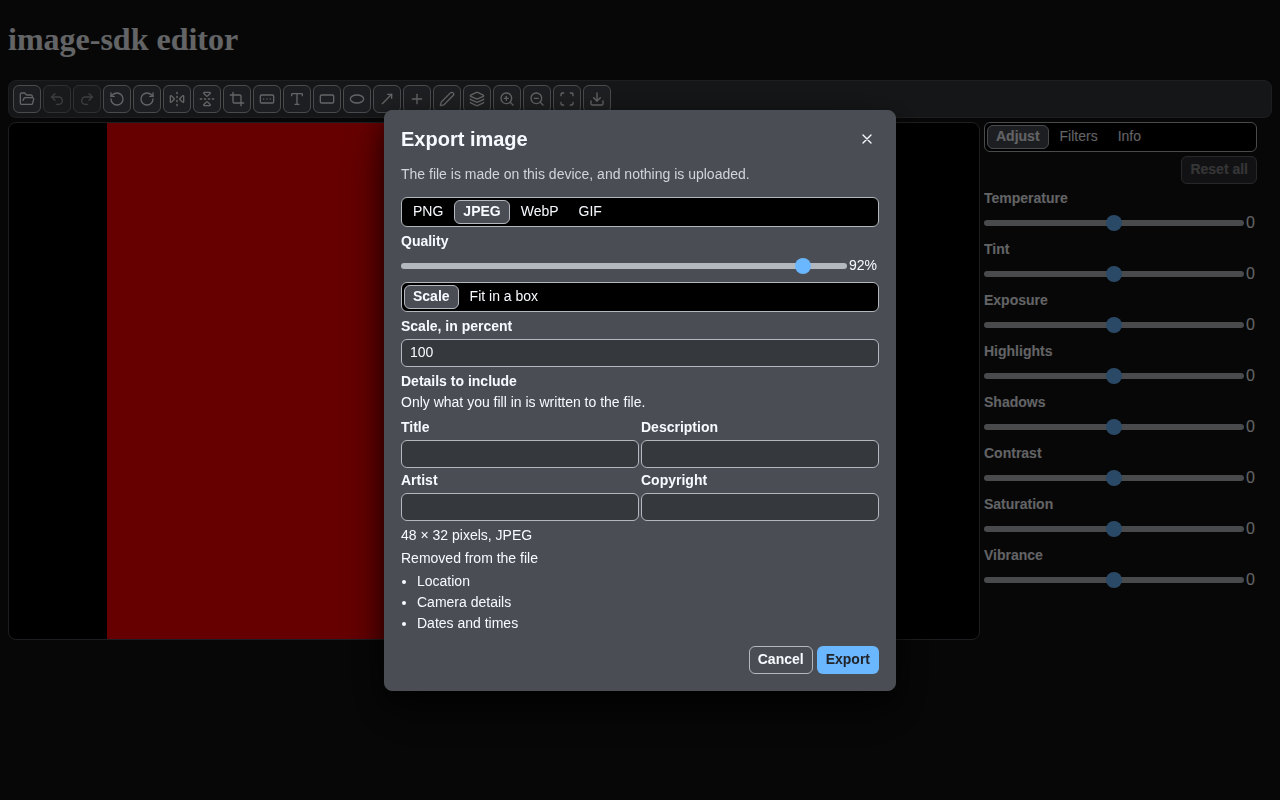 image-sdk editor
Export image
The file is made on this device, and nothing is uploaded.
PNG JPEG WebP GIF
Quality
92%
Scale Fit in a box
Scale, in percent
100
Details to include
Only what you fill in is written to the file.
Title Description
Artist Copyright
48 × 32 pixels, JPEG
Removed from the file
• Location
• Camera details
• Dates and times
Cancel Export
Adjust Filters Info
Reset all
Temperature
0
Tint
0
Exposure
0
Highlights
0
Shadows
0
Contrast
0
Saturation
0
Vibrance
0